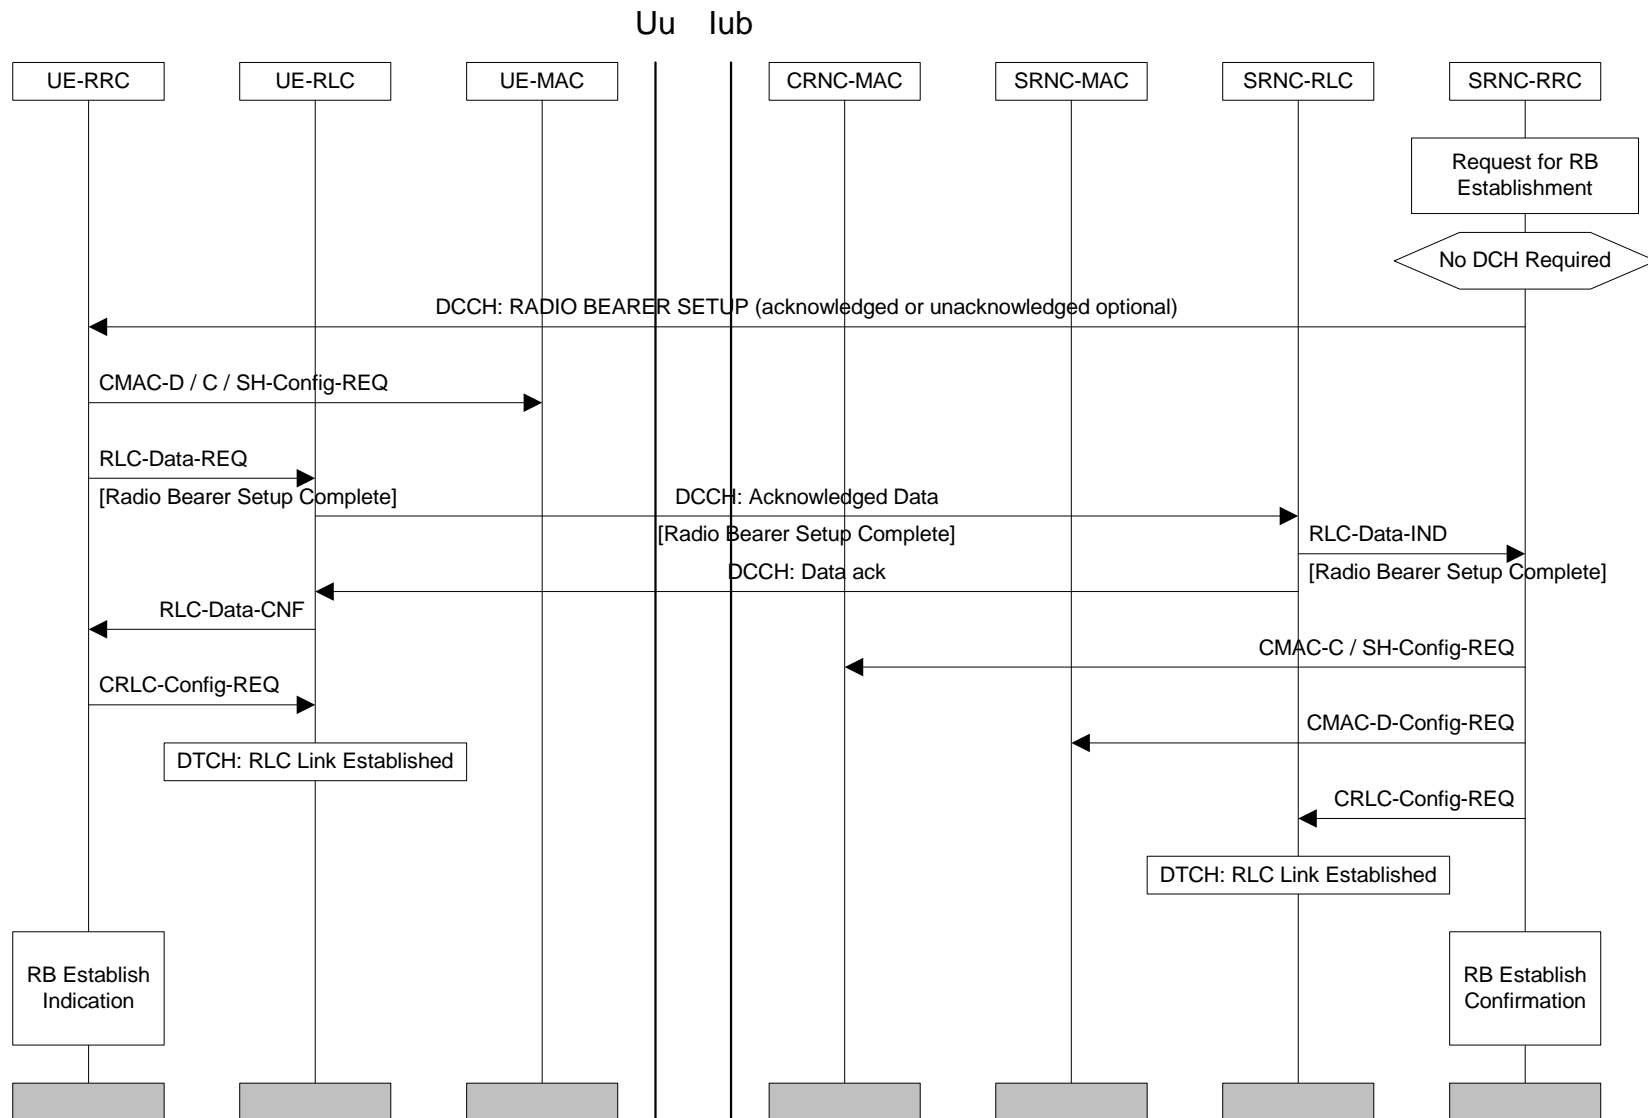 Uu Iub
UE-RRC UE-RLC UE-MAC CRNC-MAC SRNC-MAC SRNC-RLC SRNC-RRC
Request for RB
Establishment
No DCH Required
DCCH: RADIO BEARER SETUP (acknowledged or unacknowledged optional)
CMAC-D / C / SH-Config-REQ
RLC-Data-REQ
[Radio Bearer Setup Complete]
DCCH: Acknowledged Data
[Radio Bearer Setup Complete]
RLC-Data-IND
[Radio Bearer Setup Complete]
DCCH: Data ack
RLC-Data-CNF
CMAC-C / SH-Config-REQ
CRLC-Config-REQ
CMAC-D-Config-REQ
DTCH: RLC Link Established
CRLC-Config-REQ
DTCH: RLC Link Established
RB Establish
Indication
RB Establish
Confirmation